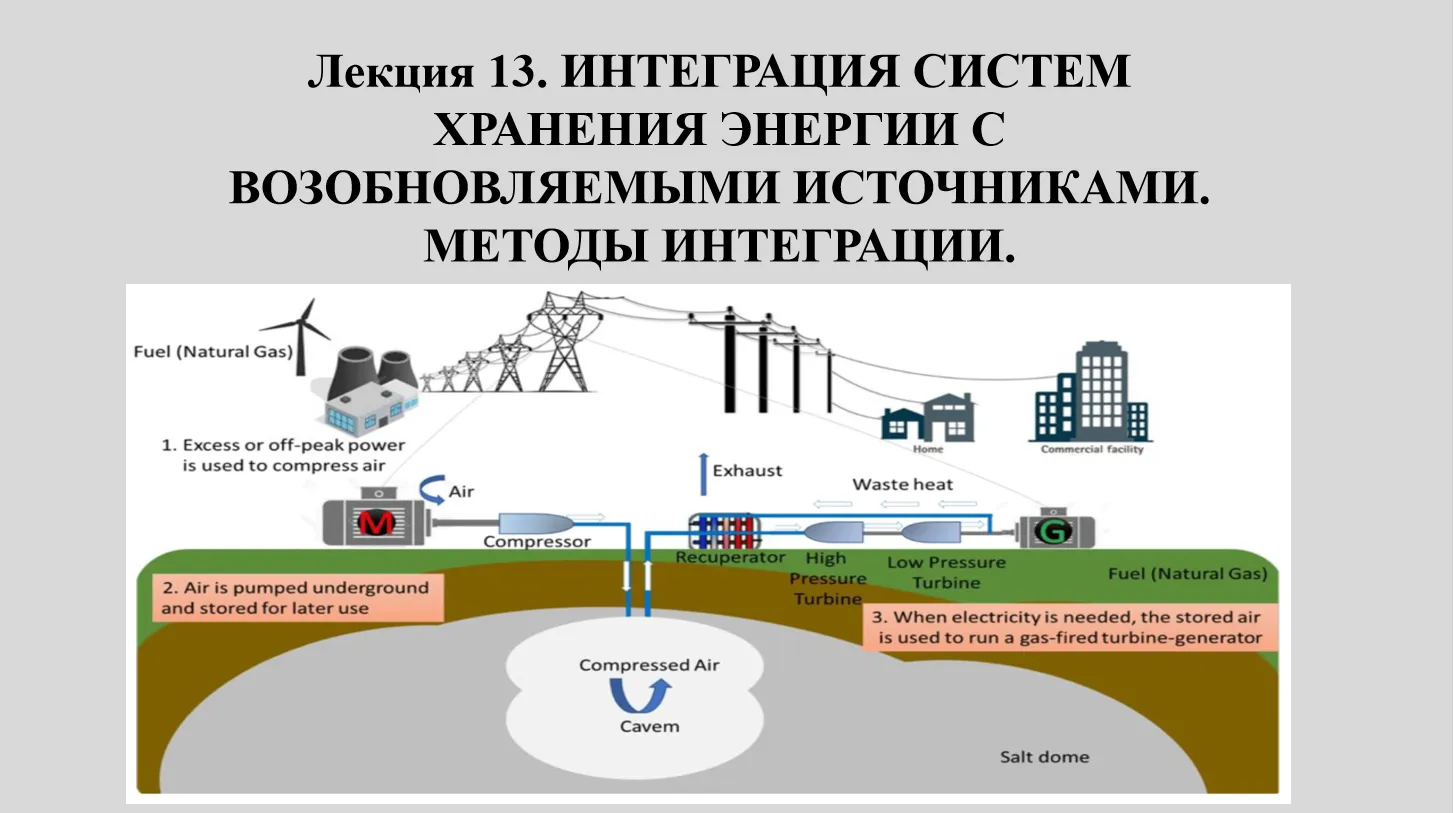 Лекция 13. ИНТЕГРАЦИЯ СИСТЕМ
ХРАНЕНИЯ ЭНЕРГИИ С
ВОЗОБНОВЛЯЕМЫМИ ИСТОЧНИКАМИ.
МЕТОДЫ ИНТЕГРАЦИИ.
Fuel (Natural Gas)
1. Excess or off-peak power
is used to compress air
Home
Commercial facility
Exhaust
Waste heat
Air
M
G
Compressor
Recuperator
High
Pressure
Turbine
Low Pressure
Turbine
Fuel (Natural Gas)
2. Air is pumped underground
and stored for later use
3. When electricity is needed, the stored air
is used to run a gas-fired turbine-generator
Compressed Air
Cavem
Salt dome